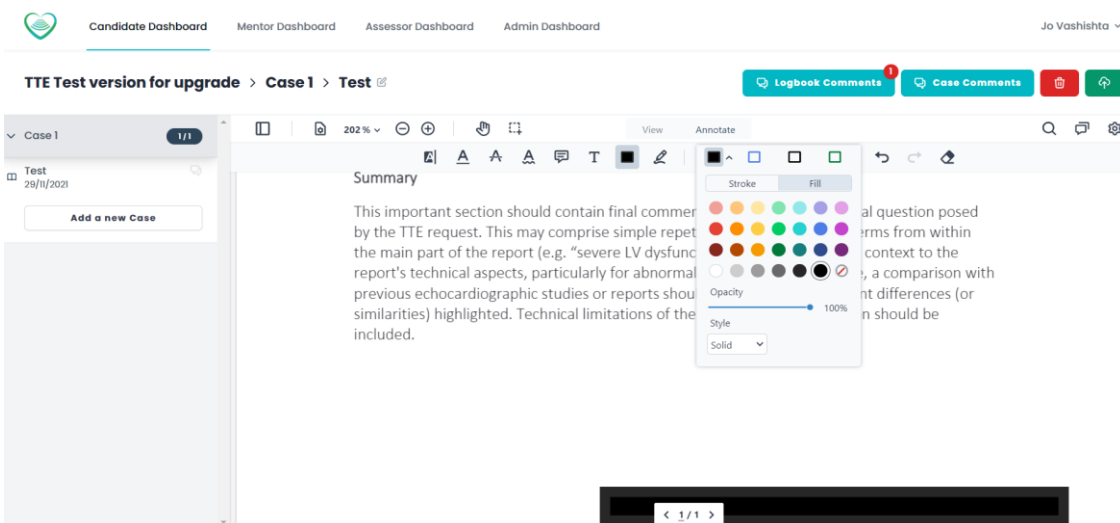 Candidate Dashboard Mentor Dashboard Assessor Dashboard Admin Dashboard Jo Vashishta
TTE Test version for upgrade > Case 1 > Test
1
Logbook Comments Case Comments
Case 1 1/1
202 % View Annotate
Test
29/11/2021
Add a new Case
A A A A T
Stroke Fill
Opacity
100%
Style
Solid
Summary
This important section should contain final commer al question posed
by the TTE request. This may comprise simple repet erms from within
the main part of the report (e.g. “severe LV dysfunc context to the
report's technical aspects, particularly for abnormal , a comparison with
previous echocardiographic studies or reports shou nt differences (or
similarities) highlighted. Technical limitations of the n should be
included.
< 1 / 1 >